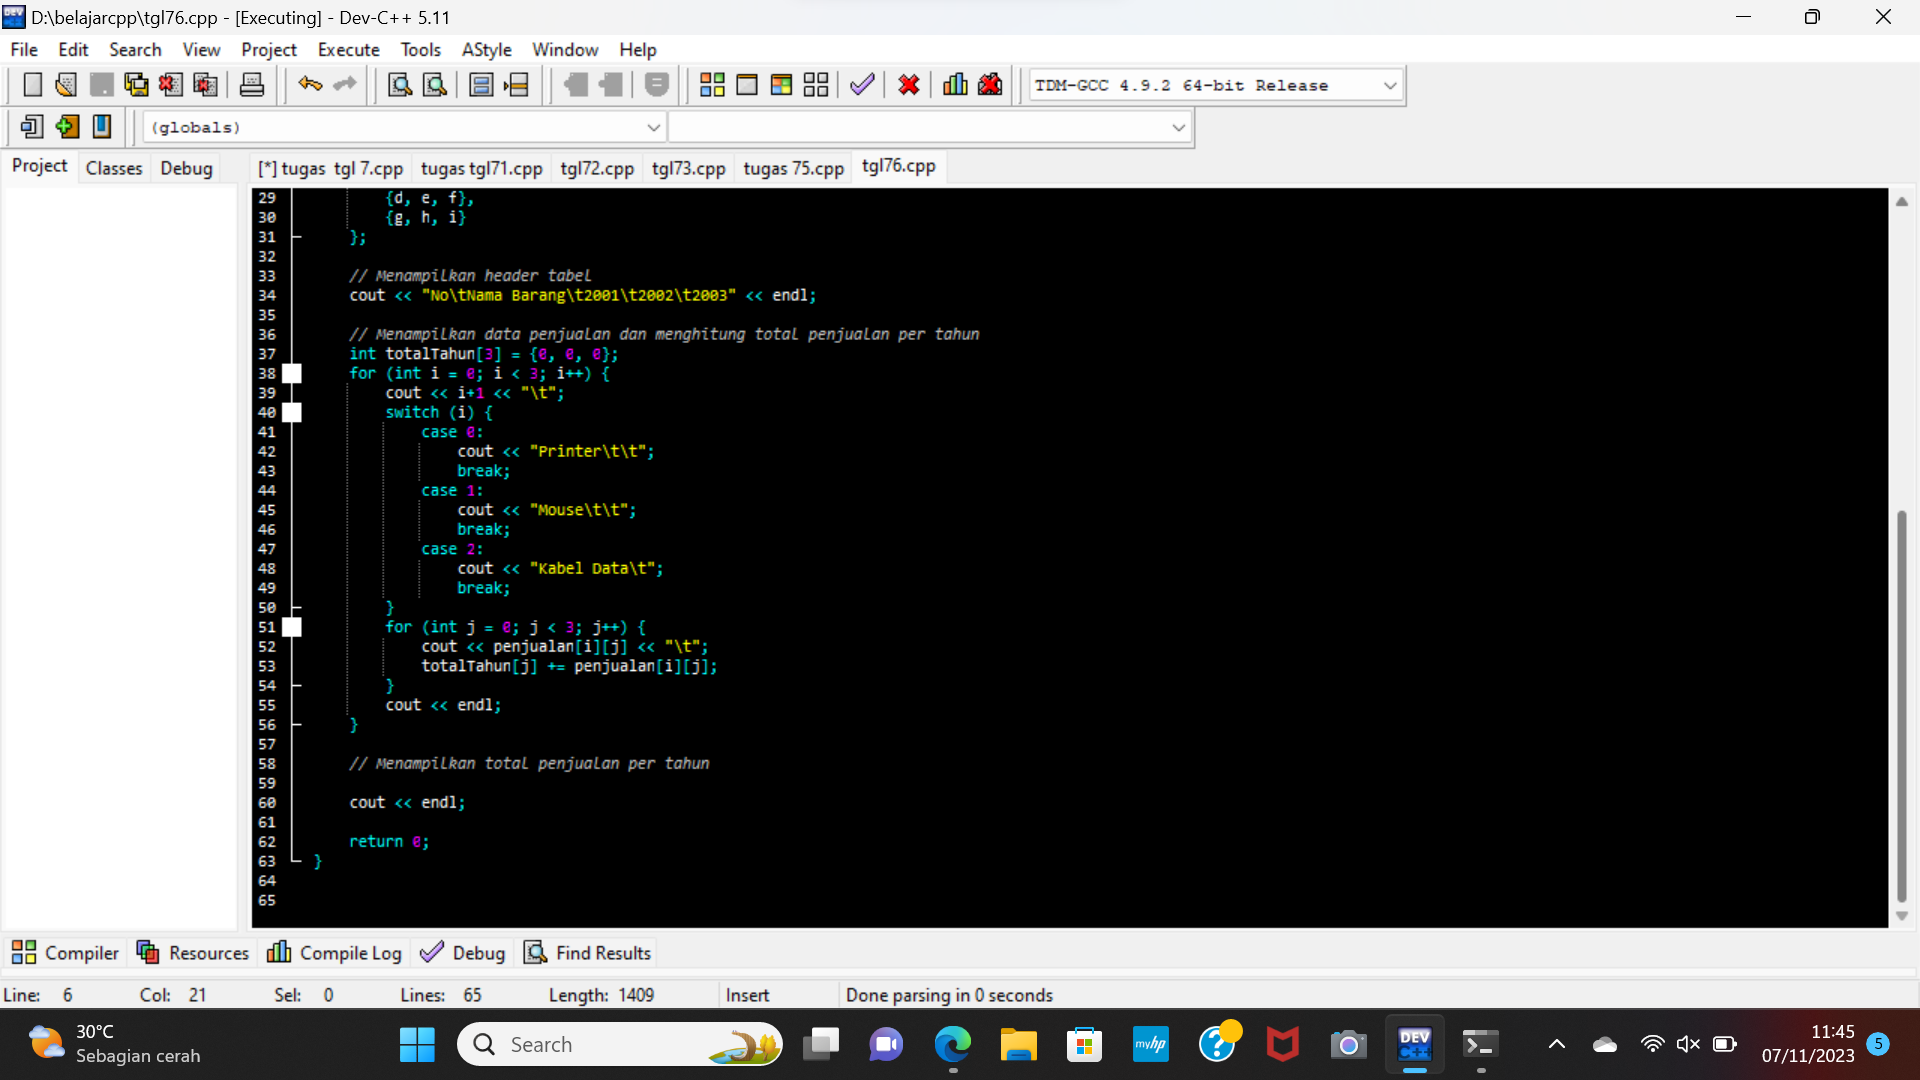 D:\belajarcpp\tgl76.cpp - [Executing] - Dev-C++ 5.11
File Edit Search View Project Execute Tools AStyle Window Help
TDM-GCC 4.9.2 64-bit Release
(globals)
Project Classes Debug [*] tugas tgl 7.cpp tugas tgl71.cpp tgl72.cpp tgl73.cpp tugas 75.cpp tgl76.cpp
29 {d, e, f},
30 {g, h, i}
31 };
32
33 // Menampilkan header tabel
34 cout << "No\tNama Barang\t2001\t2002\t2003" << endl;
35
36 // Menampilkan data penjualan dan menghitung total penjualan per tahun
37 int totalTahun[3] = {0, 0, 0};
38 for (int i = 0; i < 3; i++) {
39 cout << i+1 << "\t";
40 switch (i) {
41 case 0:
42 cout << "Printer\t\t";
43 break;
44 case 1:
45 cout << "Mouse\t\t";
46 break;
47 case 2:
48 cout << "Kabel Data\t";
49 break;
50 }
51 for (int j = 0; j < 3; j++) {
52 cout << penjualan[i][j] << "\t";
53 totalTahun[j] += penjualan[i][j];
54 }
55 cout << endl;
56 }
57
58 // Menampilkan total penjualan per tahun
59
60 cout << endl;
61
62 return 0;
63 }
64
65
Compiler Resources Compile Log Debug Find Results
Line: 6 Col: 21 Sel: 0 Lines: 65 Length: 1409 Insert Done parsing in 0 seconds
30°C
Sebagian cerah
Search
myhp
DEV
C++
11:45
07/11/2023
5